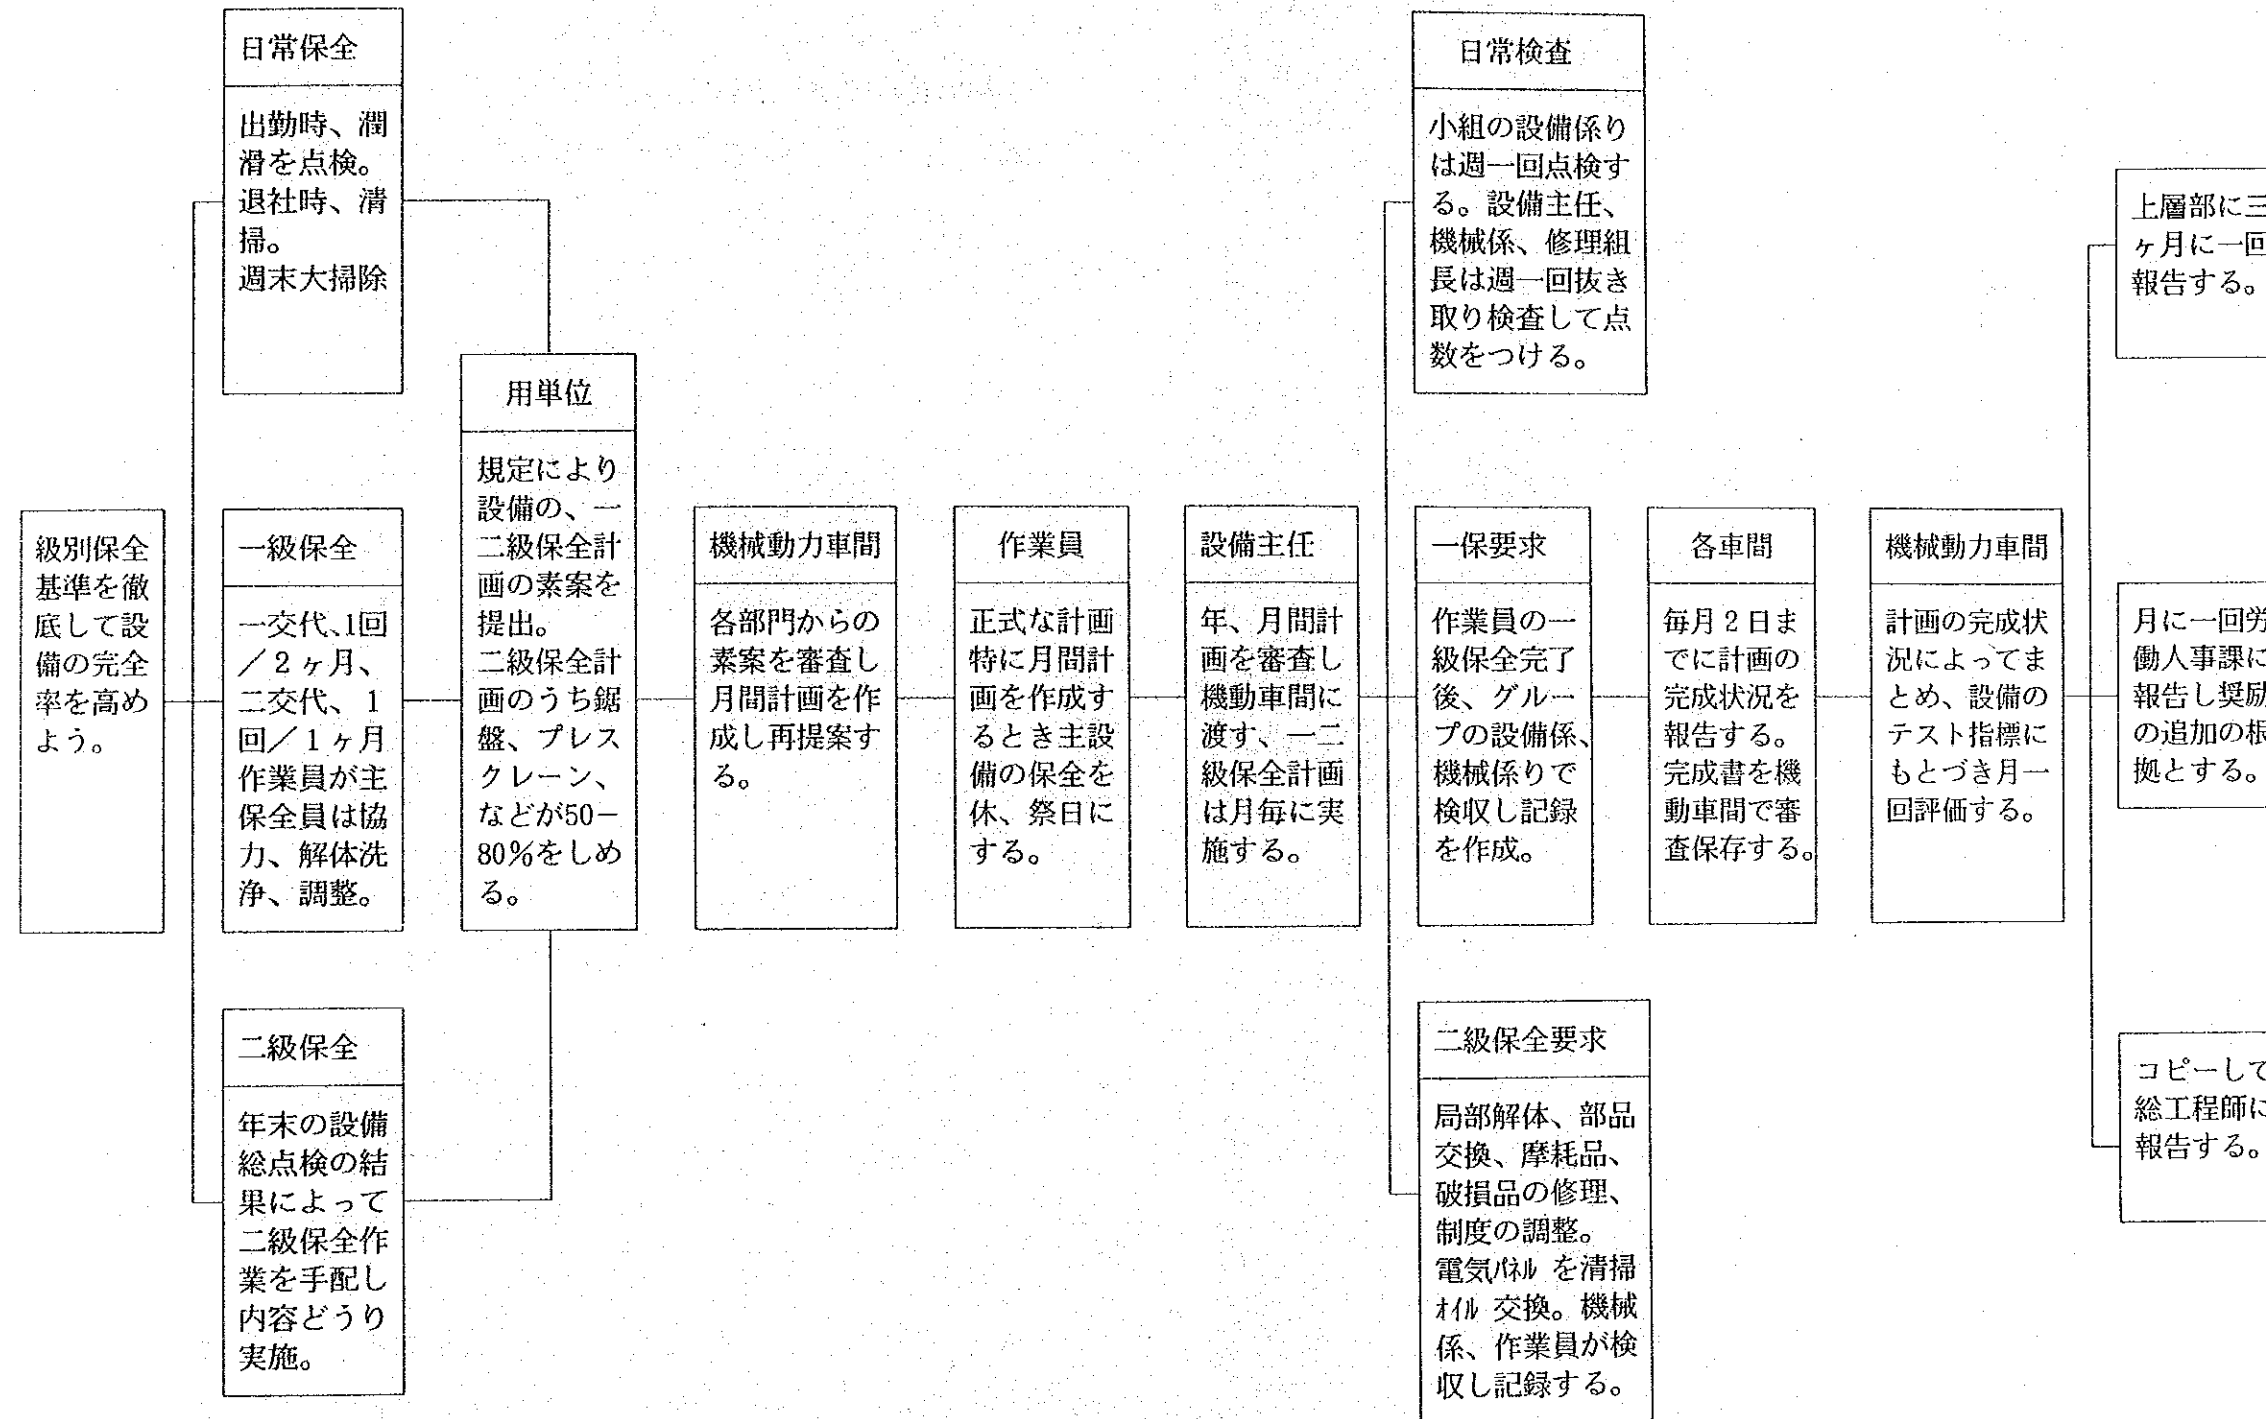 級別保全
基準を徹
底して設
備の完全
率を高め
よう。
日常保全
出勤時、潤
滑を点検。
退社時、清
掃。
週末大掃除
一級保全
一交代、1回
／2ヶ月、
二交代、1
回／1ヶ月
作業員が主
保全員は協
力、解体洗
浄、調整。
二級保全
年末の設備
総点検の結
果によって
二級保全作
業を手配し
内容どうり
実施。
用単位
規定により
設備の、一
二級保全計
画の素案を
提出。
二級保全計
画のうち鋸
盤、プレス
クレーン、
などが50－
80％をしめ
る。
機械動力車間
各部門からの
素案を審査し
月間計画を作
成し再提案す
る。
作業員
正式な計画
特に月間計
画を作成す
るとき主設
備の保全を
休、祭日に
する。
設備主任
年、月間計
画を審査し
機動車間に
渡す、一二
級保全計画
は月毎に実
施する。
日常検査
小組の設備係り
は週一回点検す
る。設備主任、
機械係、修理組
長は週一回抜き
取り検査して点
数をつける。
一保要求
作業員の一
級保全完了
後、グルー
プの設備係、
機械係りで
検収し記録
を作成。
二級保全要求
局部解体、部品
交換、摩耗品、
破損品の修理、
制度の調整。
電気ﾊﾟﾈﾙ を清掃
ｵｲﾙ 交換。機械
係、作業員が検
収し記録する。
各車間
毎月2日ま
でに計画の
完成状況を
報告する。
完成書を機
動車間で審
査保存する。
機械動力車間
計画の完成状
況によってま
とめ、設備の
テスト指標に
もとづき月一
回評価する。
上層部に三
ヶ月に一回
報告する。
月に一回労
働人事課に
報告し奨励
の追加の根
拠とする。
コピーして
総工程師に
報告する。